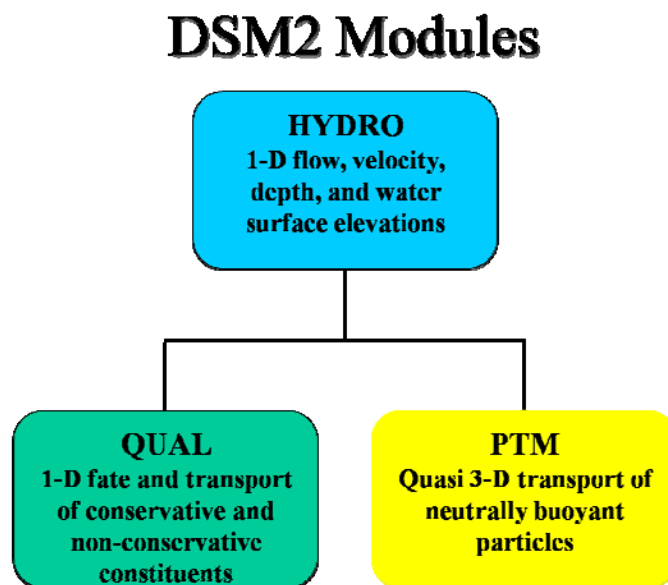 DSM2 Modules
HYDRO
1-D flow, velocity,
depth, and water
surface elevations
QUAL
1-D fate and transport
of conservative and
non-conservative
constituents
PTM
Quasi 3-D transport of
neutrally buoyant
particles